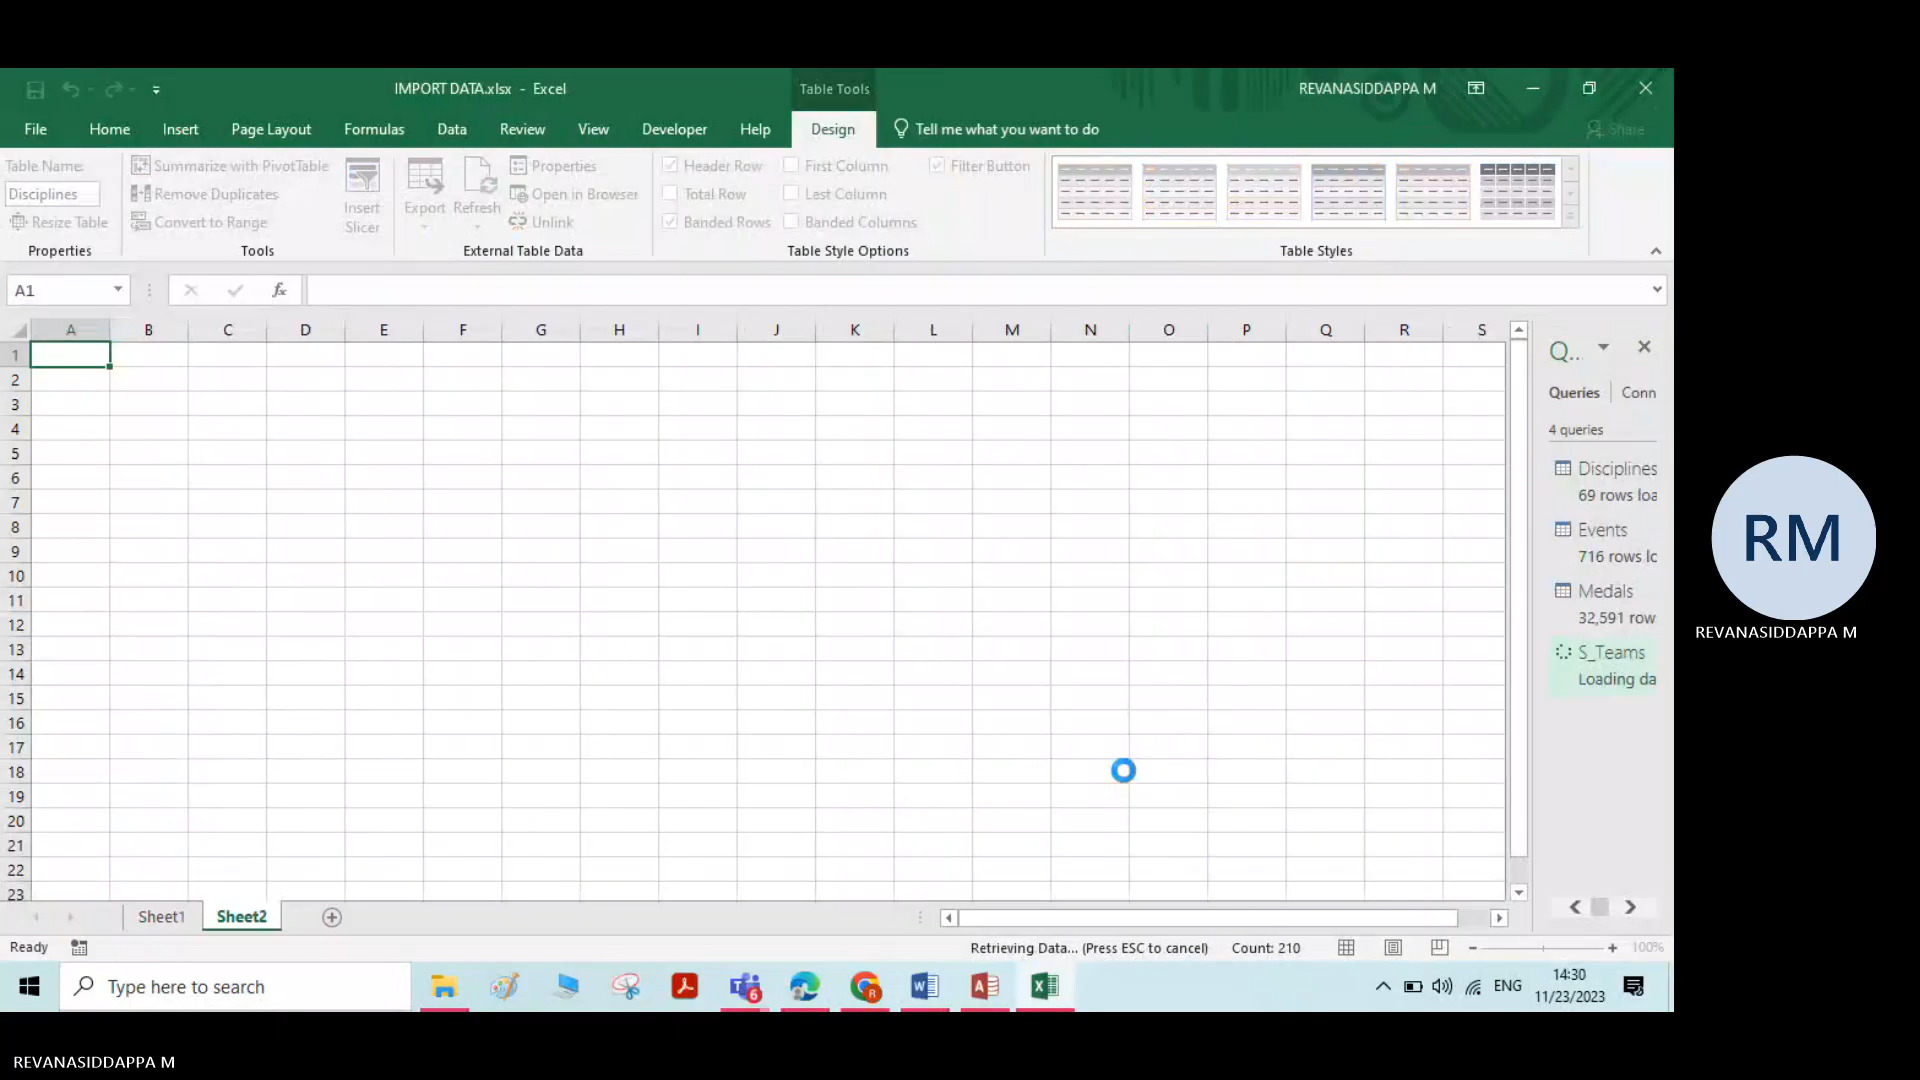 IMPORT DATA.xlsx - Excel
Table Tools
REVANASIDDAPPA M
File Home Insert Page Layout Formulas Data Review View Developer Help Design Tell me what you want to do Share
Table Name:
Disciplines
Resize Table
Properties
Summarize with PivotTable
Remove Duplicates
Convert to Range
Insert
Slicer
Tools
Export
Refresh
Properties
Open in Browser
Unlink
External Table Data
Header Row
Total Row
Banded Rows
First Column
Last Column
Banded Columns
Filter Button
Table Style Options
Table Styles
A1
fx
A B C D E F G H I J K L M N O P Q R S
1
2
3
4
5
6
7
8
9
10
11
12
13
14
15
16
17
18
19
20
21
22
23
Q...
Queries Conn
4 queries
Disciplines
69 rows loa
Events
716 rows lo
Medals
32,591 row
S_Teams
Loading da
Sheet1 Sheet2
Ready
Retrieving Data... (Press ESC to cancel) Count: 210
100%
Type here to search
6
R
ENG
14:30
11/23/2023
RM
REVANASIDDAPPA M
REVANASIDDAPPA M